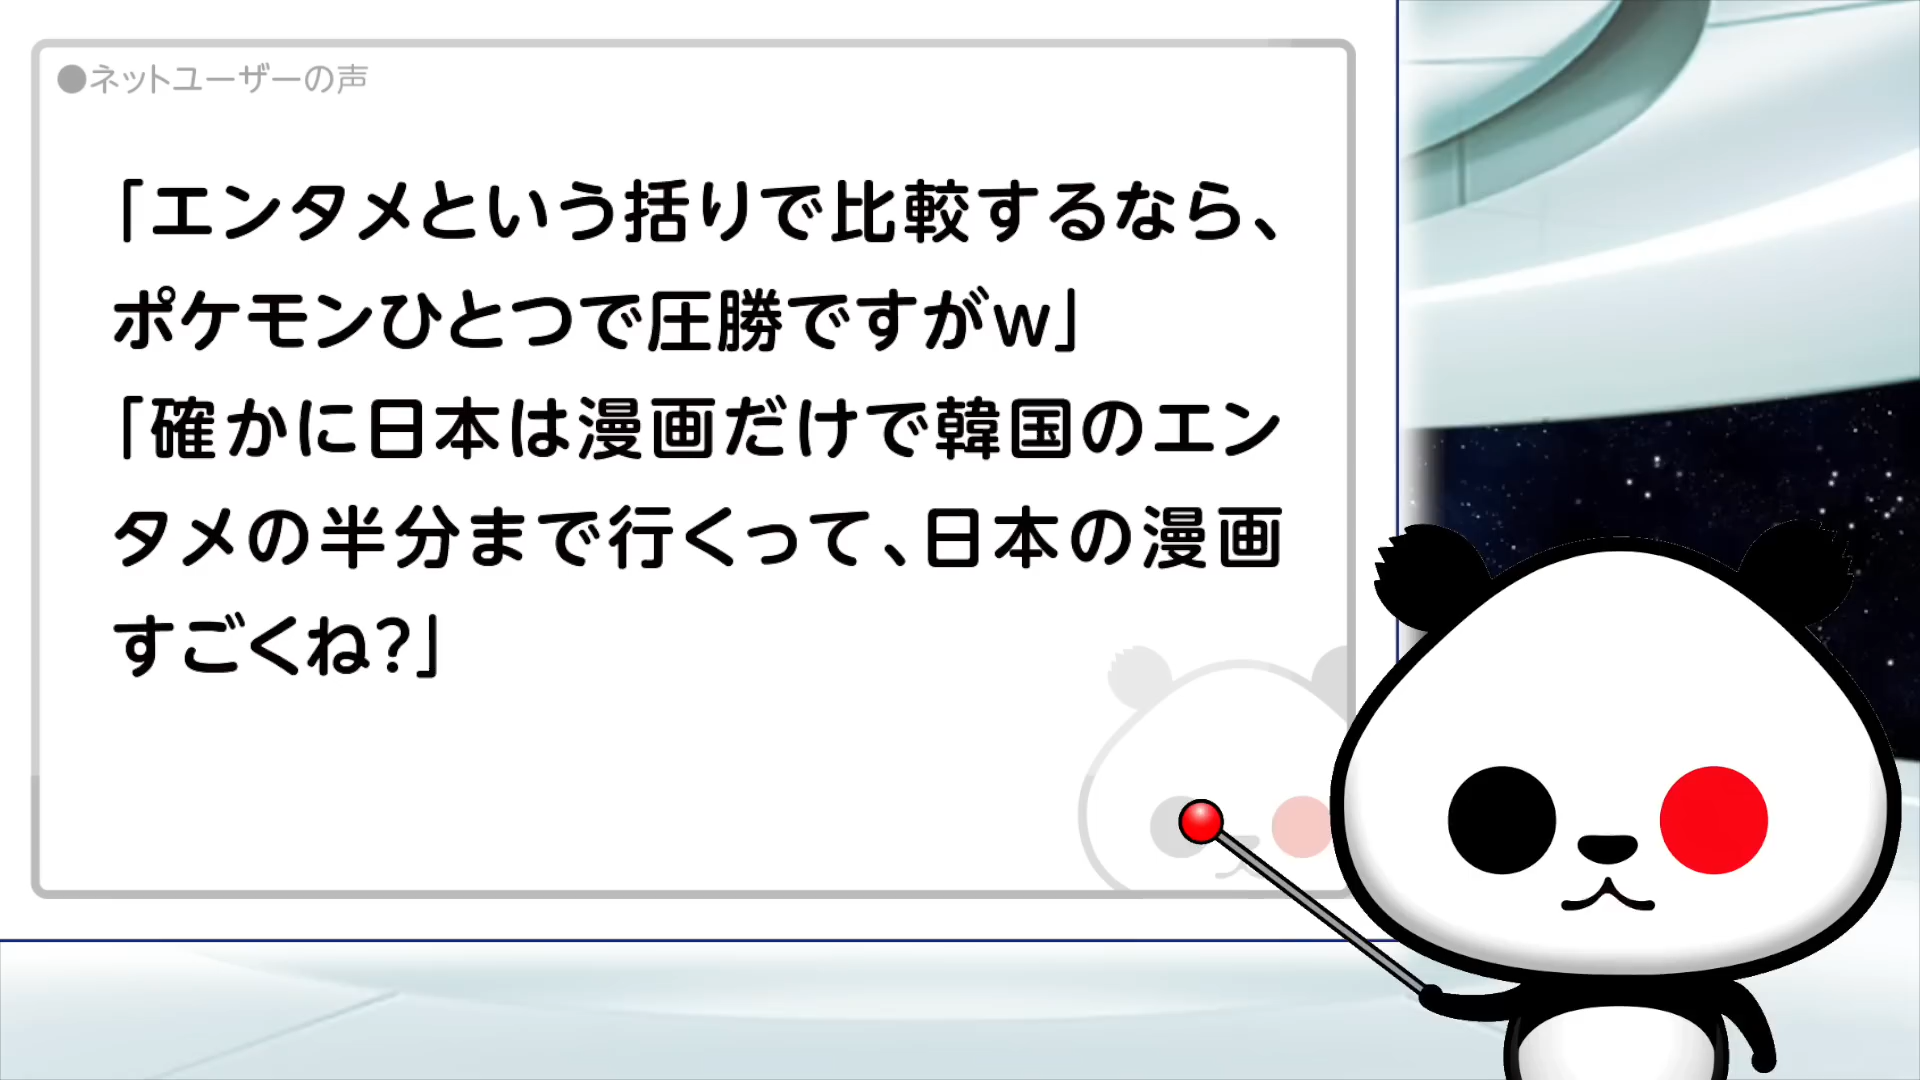 ●ネットユーザーの声
「エンタメという括りで比較するなら、
ポケモンひとつで圧勝ですがw」
「確かに日本は漫画だけで韓国のエン
タメの半分まで行くって、日本の漫画
すごくね?」